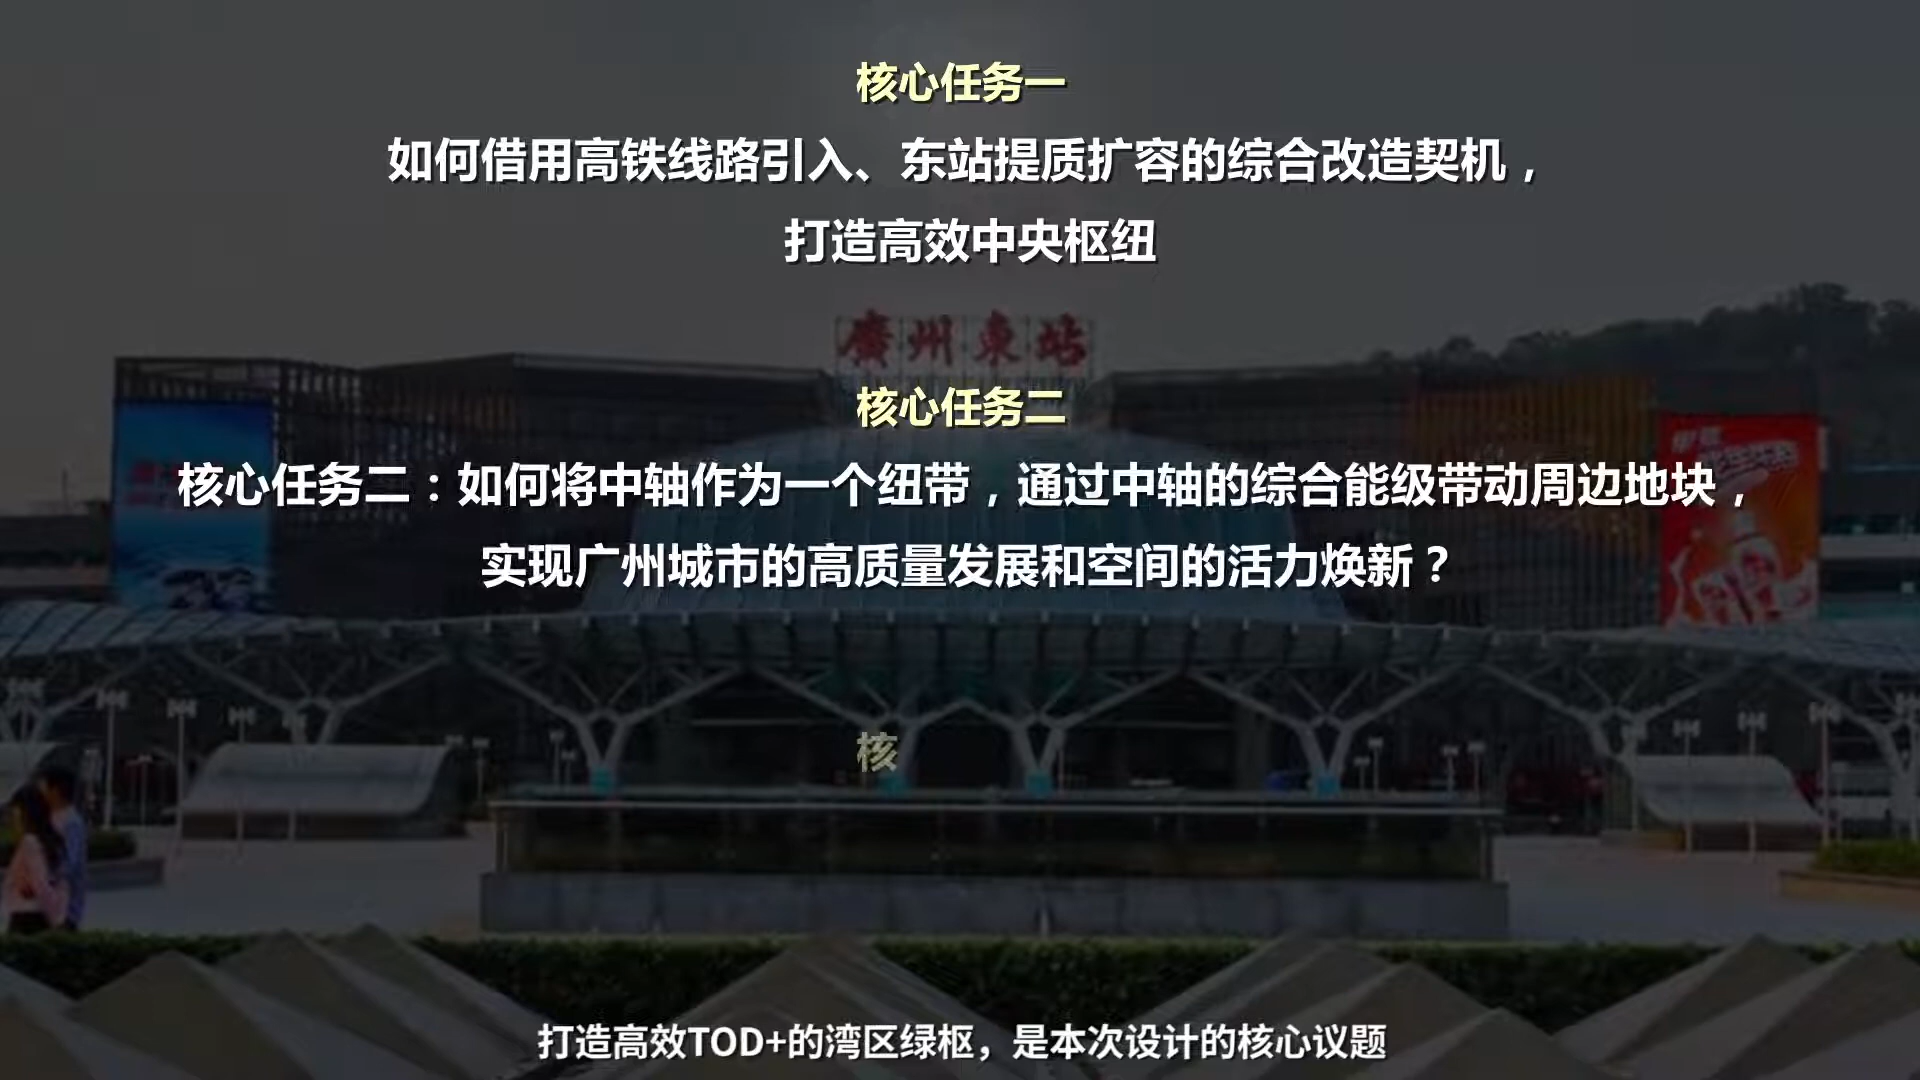 核心任务一
如何借用高铁线路引入、东站提质扩容的综合改造契机，
打造高效中央枢纽
廣州東站
核心任务二
核心任务二：如何将中轴作为一个纽带，通过中轴的综合能级带动周边地块，
实现广州城市的高质量发展和空间的活力焕新？
核
打造高效TOD+的湾区绿枢，是本次设计的核心议题